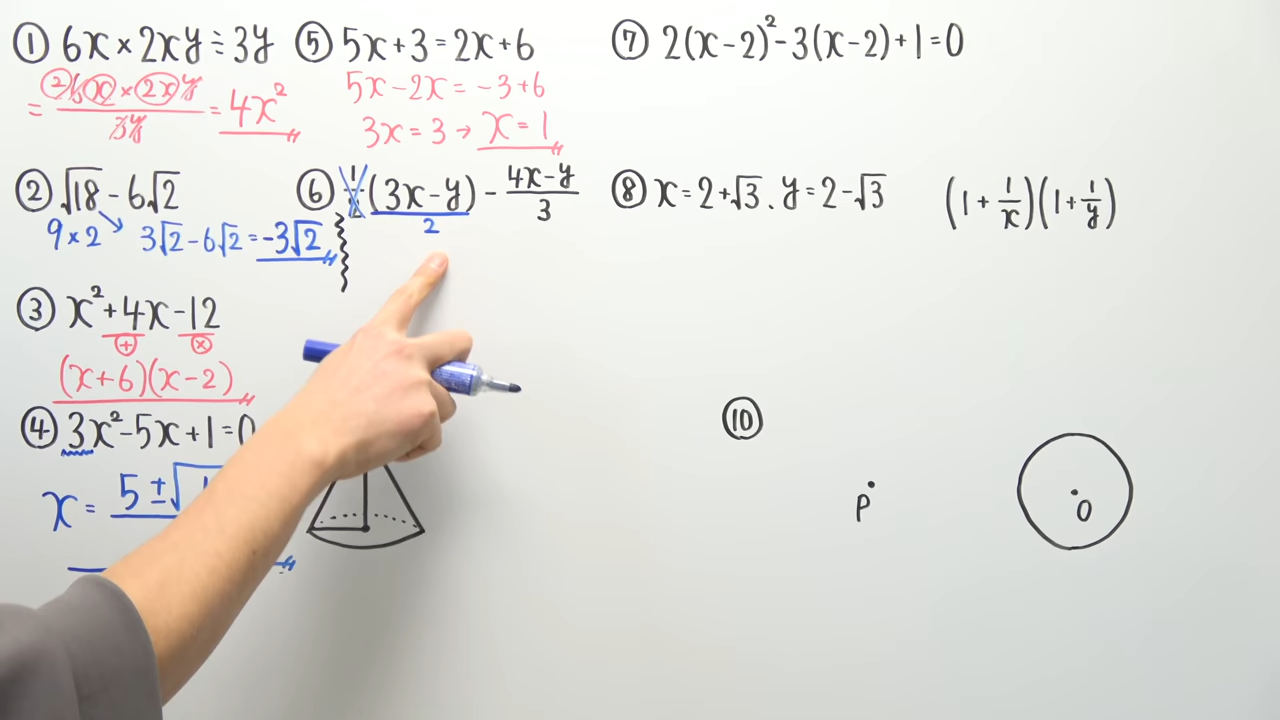 ① 6x×2xy÷3y
= 2 6x × 2xy / 3y = 4x²
② √18 - 6√2
9×2 3√2-6√2=-3√2
③ x²+4x-12
+ ×
(x+6)(x-2)
④ 3x²-5x+1=0
x = 5±√1
⑤ 5x+3=2x+6
5x-2x=-3+6
3x=3→x=1
⑥ (3x-y)/2 - (4x-y)/3
⑦ 2(x-2)²-3(x-2)+1=0
⑧ x=2+√3. y=2-√3 (1+1/x)(1+1/y)
⑩
P
O